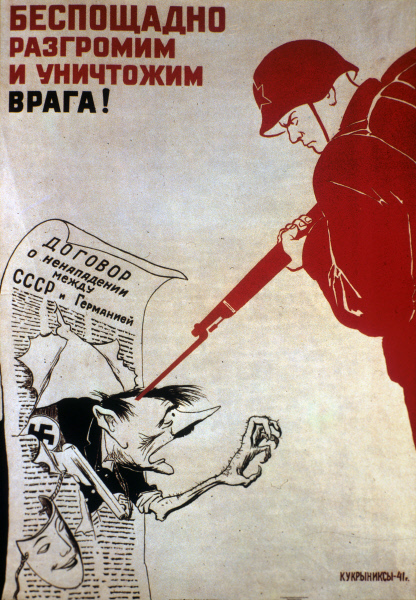 БЕСПОЩАДНО
РАЗГРОМИМ
И УНИЧТОЖИМ
ВРАГА!
ДОГОВОР
О НЕНАПАДЕНИИ
МЕЖДУ
СССР И ГЕРМАНИЕЙ
КУКРЫНИКСЫ-41г.